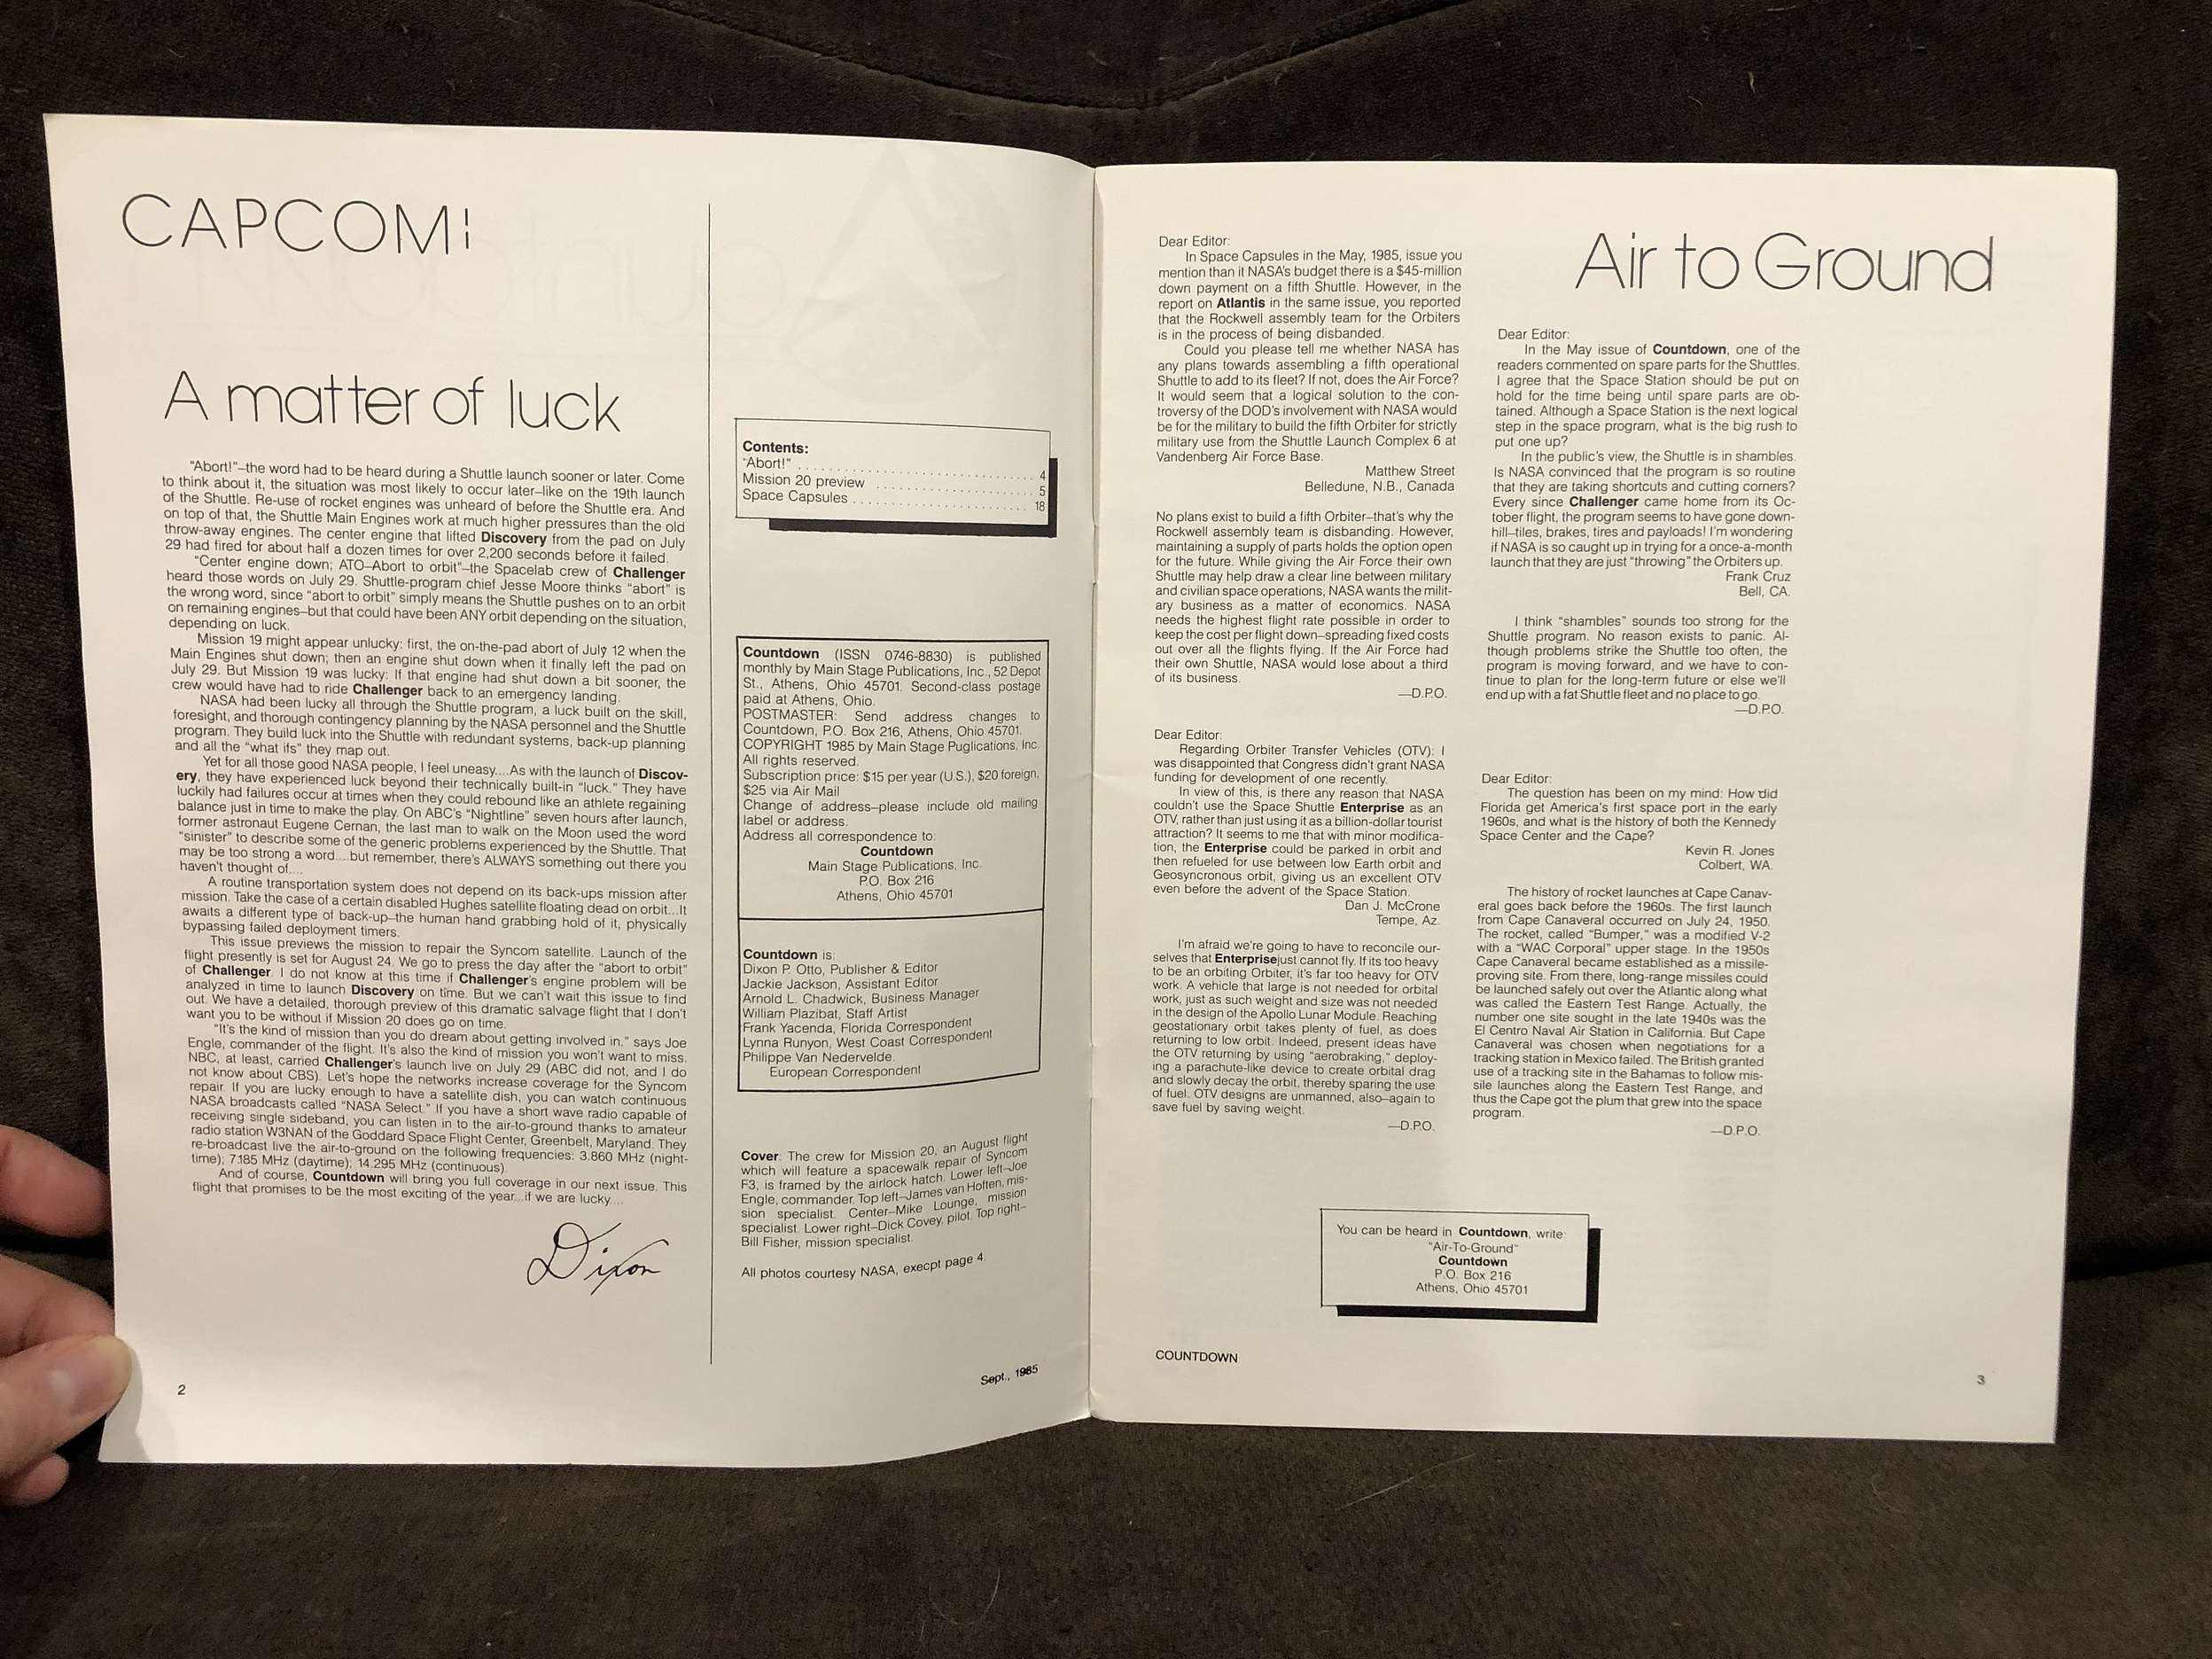 CAPCOM:
A matter of luck
"Abort!"–the word had to be heard during a Shuttle launch sooner or later. Come
to think about it, the situation was most likely to occur later–like on the 19th launch
of the Shuttle. Re-use of rocket engines was unheard of before the Shuttle era. And
on top of that, the Shuttle Main Engines work at much higher pressures than the old
throw-away engines. The center engine that lifted Discovery from the pad on July
29 had fired for about half a dozen times for over 2,200 seconds before it failed.
"Center engine down; ATO–Abort to orbit"–the Spacelab crew of Challenger
heard those words on July 29. Shuttle-program chief Jesse Moore thinks "abort" is
the wrong word, since "abort to orbit" simply means the Shuttle pushes on to an orbit
on remaining engines–but that could have been ANY orbit depending on the situation,
depending on luck.
Mission 19 might appear unlucky: first, the on-the-pad abort of July 12 when the
Main Engines shut down; then an engine shut down when it finally left the pad on
July 29. But Mission 19 was lucky: If that engine had shut down a bit sooner, the
crew would have had to ride Challenger back to an emergency landing.
NASA had been lucky all through the Shuttle program, a luck built on the skill,
foresight, and thorough contingency planning by the NASA personnel and the Shuttle
program. They build luck into the Shuttle with redundant systems, back-up planning
and all the "what ifs" they map out.
Yet for all those good NASA people, I feel uneasy....As with the launch of Discov-
ery, they have experienced luck beyond their technically built-in "luck." They have
luckily had failures occur at times when they could rebound like an athlete regaining
balance just in time to make the play. On ABC's "Nightline" seven hours after launch,
former astronaut Eugene Cernan, the last man to walk on the Moon used the word
"sinister" to describe some of the generic problems experienced by the Shuttle. That
may be too strong a word....but remember, there's ALWAYS something out there you
haven't thought of....
A routine transportation system does not depend on its back-ups mission after
mission. Take the case of a certain disabled Hughes satellite floating dead on orbit...It
awaits a different type of back-up–the human hand grabbing hold of it, physically
bypassing failed deployment timers.
This issue previews the mission to repair the Syncom satellite. Launch of the
flight presently is set for August 24. We go to press the day after the "abort to orbit"
of Challenger. I do not know at this time if Challenger's engine problem will be
analyzed in time to launch Discovery on time. But we can't wait this issue to find
out. We have a detailed, thorough preview of this dramatic salvage flight that I don't
want you to be without if Mission 20 does go on time.
"It's the kind of mission than you do dream about getting involved in," says Joe
Engle, commander of the flight. It's also the kind of mission you won't want to miss.
NBC, at least, carried Challenger's launch live on July 29 (ABC did not, and I do
not know about CBS). Let's hope the networks increase coverage for the Syncom
repair. If you are lucky enough to have a satellite dish, you can watch continuous
NASA broadcasts called "NASA Select." If you have a short wave radio capable of
receiving single sideband, you can listen in to the air-to-ground thanks to amateur
radio station W3NAN of the Goddard Space Flight Center, Greenbelt, Maryland. They
re-broadcast live the air-to-ground on the following frequencies: 3.860 MHz (night-
time); 7.185 MHz (daytime); 14.295 MHz (continuous).
And of course, Countdown will bring you full coverage in our next issue. This
flight that promises to be the most exciting of the year...if we are lucky....
Dixon
2
Contents:
"Abort!" . . . . . . . . . . . . . . . . . . . . . . . . . . . 4
Mission 20 preview . . . . . . . . . . . . . . . . . . . . 5
Space Capsules . . . . . . . . . . . . . . . . . . . . . . 18
Countdown (ISSN 0746-8830) is published
monthly by Main Stage Publications, Inc., 52 Depot
St., Athens, Ohio 45701. Second-class postage
paid at Athens, Ohio.
POSTMASTER: Send address changes to
Countdown, P.O. Box 216, Athens, Ohio 45701.
COPYRIGHT 1985 by Main Stage Puglications, Inc.
All rights reserved.
Subscription price: $15 per year (U.S.), $20 foreign,
$25 via Air Mail
Change of address–please include old mailing
label or address.
Address all correspondence to:
Countdown
Main Stage Publications, Inc.
P.O. Box 216
Athens, Ohio 45701
Countdown is:
Dixon P. Otto, Publisher & Editor
Jackie Jackson, Assistant Editor
Arnold L. Chadwick, Business Manager
William Plazibat, Staff Artist
Frank Yacenda, Florida Correspondent
Lynna Runyon, West Coast Correspondent
Philippe Van Nedervelde.
European Correspondent
Cover: The crew for Mission 20, an August flight
which will feature a spacewalk repair of Syncom
F3, is framed by the airlock hatch. Lower left–Joe
Engle, commander. Top left–James van Hoften, mis-
sion specialist. Center–Mike Lounge, mission
specialist. Lower right–Dick Covey, pilot. Top right–
Bill Fisher, mission specialist.
All photos courtesy NASA, execpt page 4.
Sept., 1985
Air to Ground
Dear Editor:
In Space Capsules in the May, 1985, issue you
mention than it NASA's budget there is a $45-million
down payment on a fifth Shuttle. However, in the
report on Atlantis in the same issue, you reported
that the Rockwell assembly team for the Orbiters
is in the process of being disbanded.
Could you please tell me whether NASA has
any plans towards assembling a fifth operational
Shuttle to add to its fleet? If not, does the Air Force?
It would seem that a logical solution to the con-
troversy of the DOD's involvement with NASA would
be for the military to build the fifth Orbiter for strictly
military use from the Shuttle Launch Complex 6 at
Vandenberg Air Force Base.
Matthew Street
Belledune, N.B., Canada
No plans exist to build a fifth Orbiter–that's why the
Rockwell assembly team is disbanding. However,
maintaining a supply of parts holds the option open
for the future. While giving the Air Force their own
Shuttle may help draw a clear line between military
and civilian space operations, NASA wants the milit-
ary business as a matter of economics. NASA
needs the highest flight rate possible in order to
keep the cost per flight down–spreading fixed costs
out over all the flights flying. If the Air Force had
their own Shuttle, NASA would lose about a third
of its business.
—D.P.O.
Dear Editor:
Regarding Orbiter Transfer Vehicles (OTV): I
was disappointed that Congress didn't grant NASA
funding for development of one recently.
In view of this, is there any reason that NASA
couldn't use the Space Shuttle Enterprise as an
OTV, rather than just using it as a billion-dollar tourist
attraction? It seems to me that with minor modifica-
tion, the Enterprise could be parked in orbit and
then refueled for use between low Earth orbit and
Geosyncronous orbit, giving us an excellent OTV
even before the advent of the Space Station.
Dan J. McCrone
Tempe, Az.
I'm afraid we're going to have to reconcile our-
selves that Enterprise just cannot fly. If its too heavy
to be an orbiting Orbiter, it's far too heavy for OTV
work. A vehicle that large is not needed for orbital
work, just as such weight and size was not needed
in the design of the Apollo Lunar Module. Reaching
geostationary orbit takes plenty of fuel, as does
returning to low orbit. Indeed, present ideas have
the OTV returning by using "aerobraking," deploy-
ing a parachute-like device to create orbital drag
and slowly decay the orbit, thereby sparing the use
of fuel. OTV designs are unmanned, also–again to
save fuel by saving weight.
—D.P.O.
Dear Editor:
In the May issue of Countdown, one of the
readers commented on spare parts for the Shuttles.
I agree that the Space Station should be put on
hold for the time being until spare parts are ob-
tained. Although a Space Station is the next logical
step in the space program, what is the big rush to
put one up?
In the public's view, the Shuttle is in shambles.
Is NASA convinced that the program is so routine
that they are taking shortcuts and cutting corners?
Every since Challenger came home from its Oc-
tober flight, the program seems to have gone down-
hill–tiles, brakes, tires and payloads! I'm wondering
if NASA is so caught up in trying for a once-a-month
launch that they are just "throwing" the Orbiters up.
Frank Cruz
Bell, CA.
I think "shambles" sounds too strong for the
Shuttle program. No reason exists to panic. Al-
though problems strike the Shuttle too often, the
program is moving forward, and we have to con-
tinue to plan for the long-term future or else we'll
end up with a fat Shuttle fleet and no place to go.
—D.P.O.
Dear Editor:
The question has been on my mind: How did
Florida get America's first space port in the early
1960s, and what is the history of both the Kennedy
Space Center and the Cape?
Kevin R. Jones
Colbert, WA.
The history of rocket launches at Cape Canav-
eral goes back before the 1960s. The first launch
from Cape Canaveral occurred on July 24, 1950.
The rocket, called "Bumper," was a modified V-2
with a "WAC Corporal" upper stage. In the 1950s
Cape Canaveral became established as a missile-
proving site. From there, long-range missiles could
be launched safely out over the Atlantic along what
was called the Eastern Test Range. Actually, the
number one site sought in the late 1940s was the
El Centro Naval Air Station in California. But Cape
Canaveral was chosen when negotiations for a
tracking station in Mexico failed. The British granted
use of a tracking site in the Bahamas to follow mis-
sile launches along the Eastern Test Range, and
thus the Cape got the plum that grew into the space
program.
—D.P.O.
You can be heard in Countdown, write:
"Air-To-Ground"
Countdown
P.O. Box 216
Athens, Ohio 45701
COUNTDOWN
3